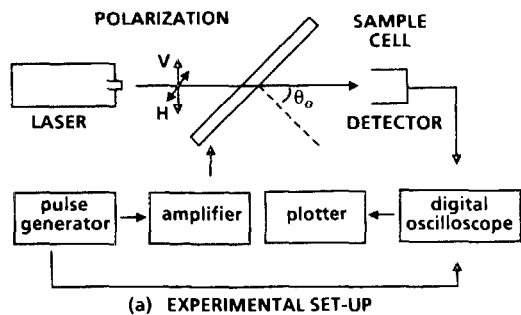 POLARIZATION
SAMPLE
CELL
V
H
θo
LASER
DETECTOR
pulse
generator
amplifier
plotter
digital
oscilloscope
(a) EXPERIMENTAL SET-UP